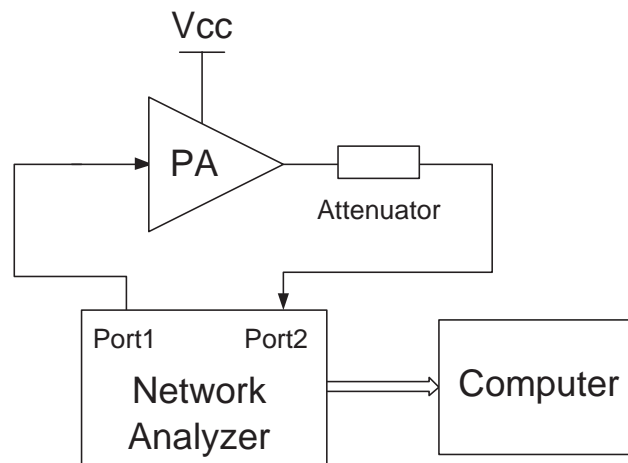 Vcc
PA
Attenuator
Port1
Port2
Network
Analyzer
Computer